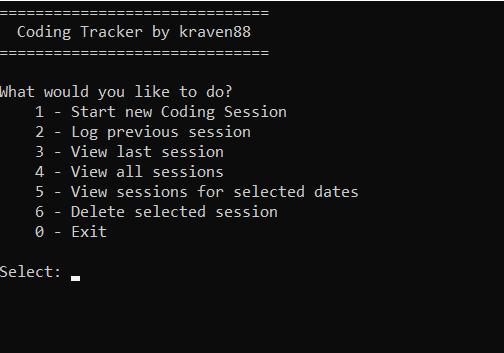 ==============================
Coding Tracker by kraven88
==============================
What would you like to do?
1 - Start new Coding Session
2 - Log previous session
3 - View last session
4 - View all sessions
5 - View sessions for selected dates
6 - Delete selected session
0 - Exit
Select: